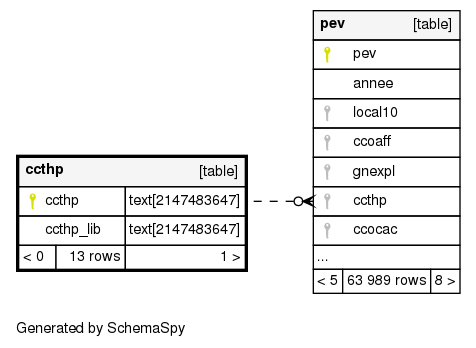 pev [table]
pev
annee
local10
ccoaff
gnexpl
ccthp
ccocac
...
< 5 63 989 rows 8 >
ccthp [table]
ccthp text[2147483647]
ccthp_lib text[2147483647]
< 0 13 rows 1 >
Generated by SchemaSpy